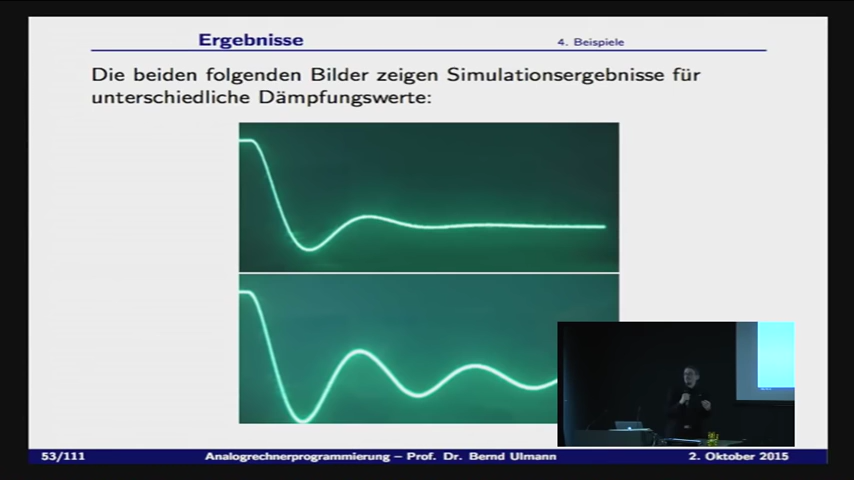 Ergebnisse
4. Beispiele
Die beiden folgenden Bilder zeigen Simulationsergebnisse für
unterschiedliche Dämpfungswerte:
53/111
Analogrechnerprogrammierung – Prof. Dr. Bernd Ulmann
2. Oktober 2015